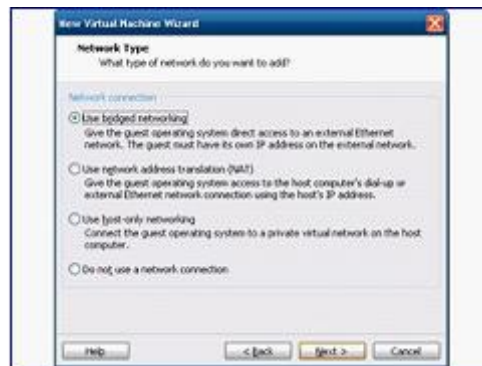 New Virtual Machine Wizard
Network Type
What type of network do you want to add?
Network connection
Use bridged networking
Give the guest operating system direct access to an external Ethernet
network. The guest must have its own IP address on the external network.
Use network address translation (NAT)
Give the guest operating system access to the host computer's dial-up or
external Ethernet network connection using the host's IP address.
Use host-only networking
Connect the guest operating system to a private virtual network on the host
computer.
Do not use a network connection
Help
< Back
Next >
Cancel